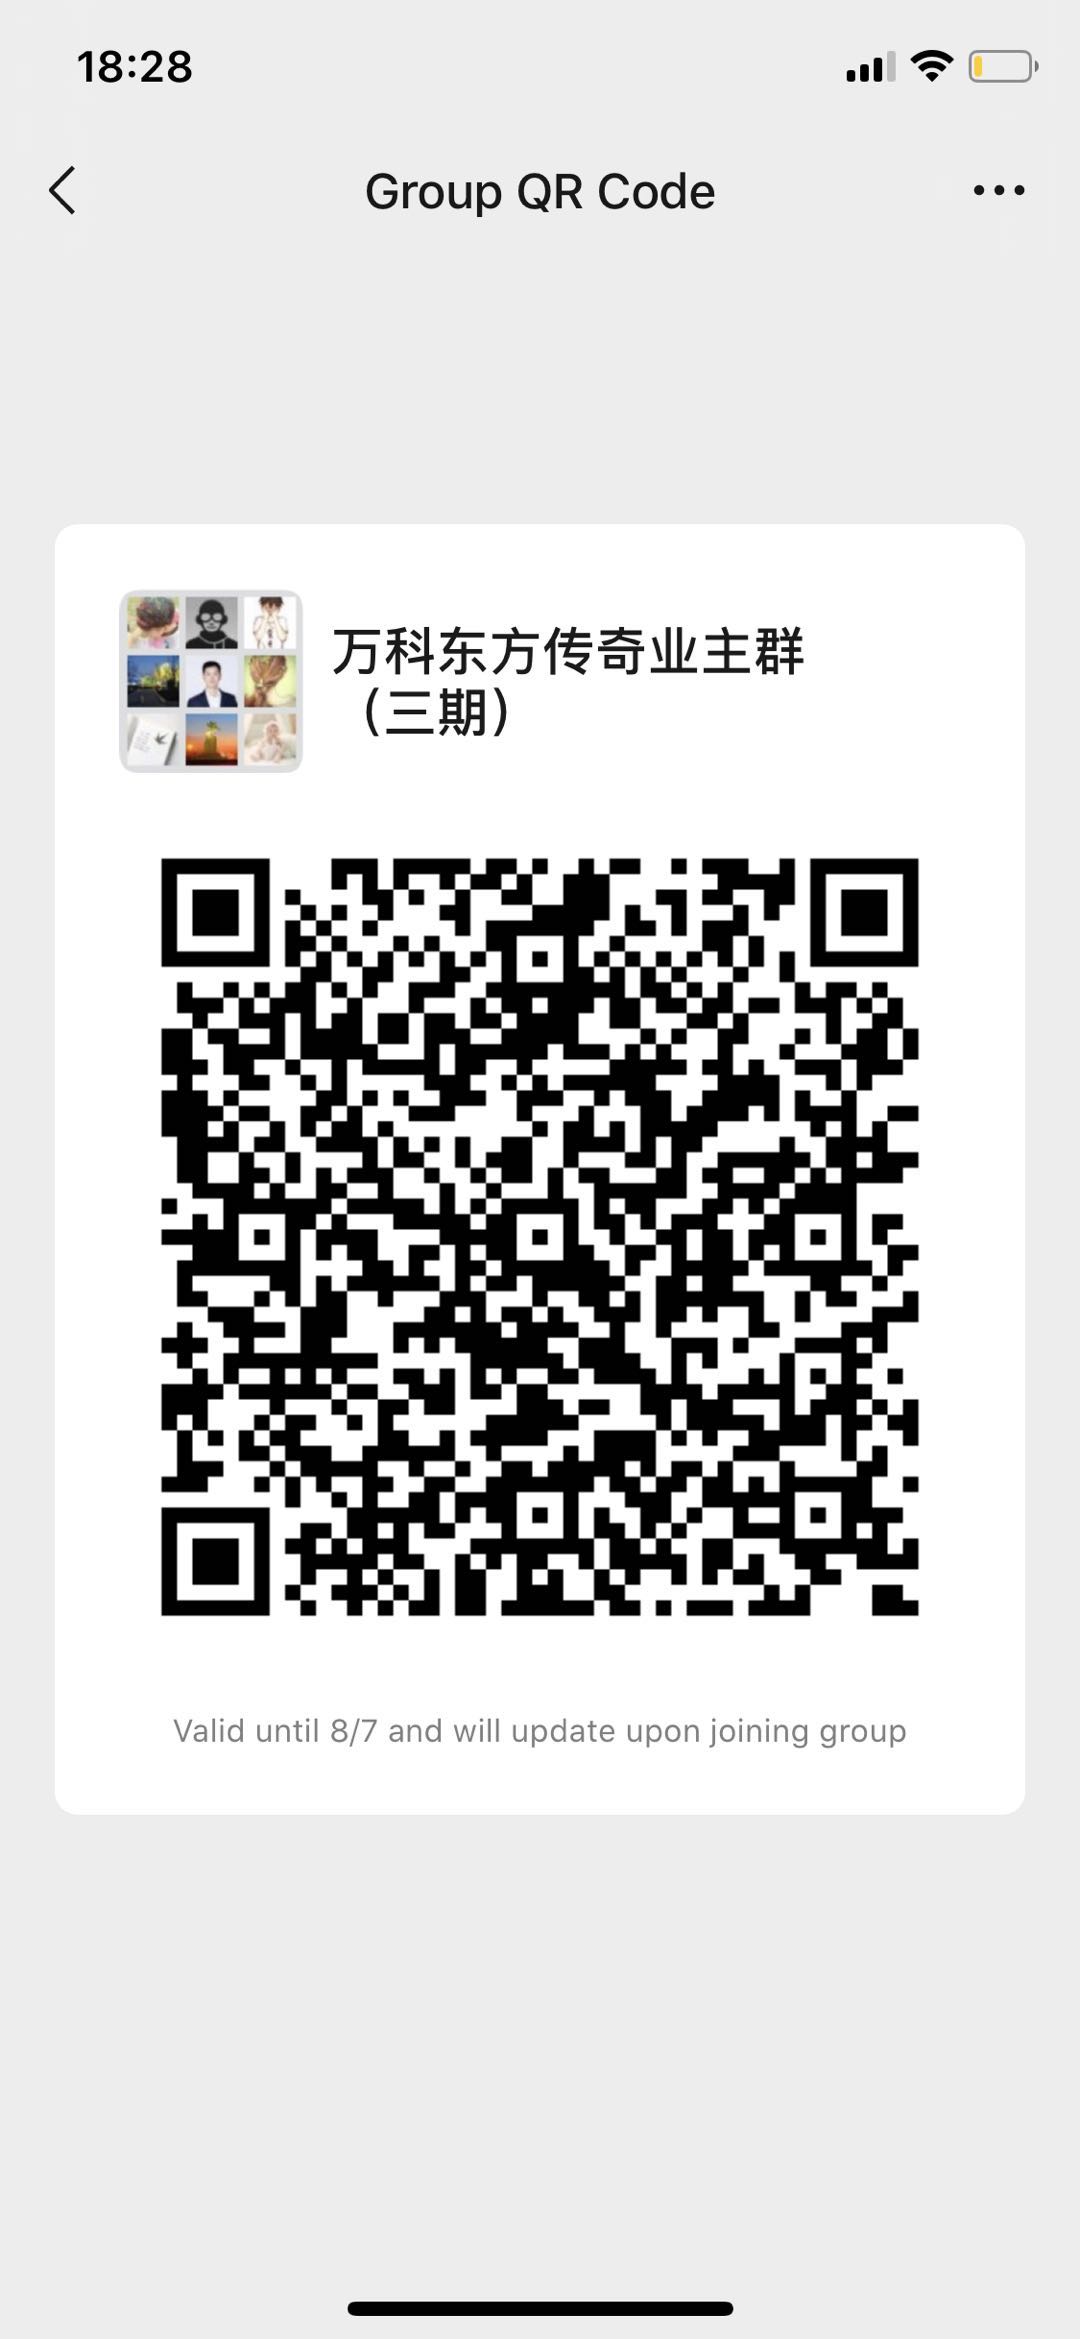 18:28
Group QR Code
万科东方传奇业主群
（三期）
Valid until 8/7 and will update upon joining group